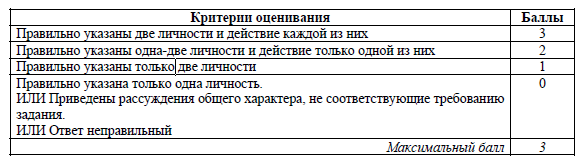 Критерии оценивания Баллы
Правильно указаны две личности и действие каждой из них 3
Правильно указаны одна-две личности и действие только одной из них 2
Правильно указаны только две личности 1
Правильно указана только одна личность. 0
ИЛИ Приведены рассуждения общего характера, не соответствующие требованию
задания.
ИЛИ Ответ неправильный
Максимальный балл 3